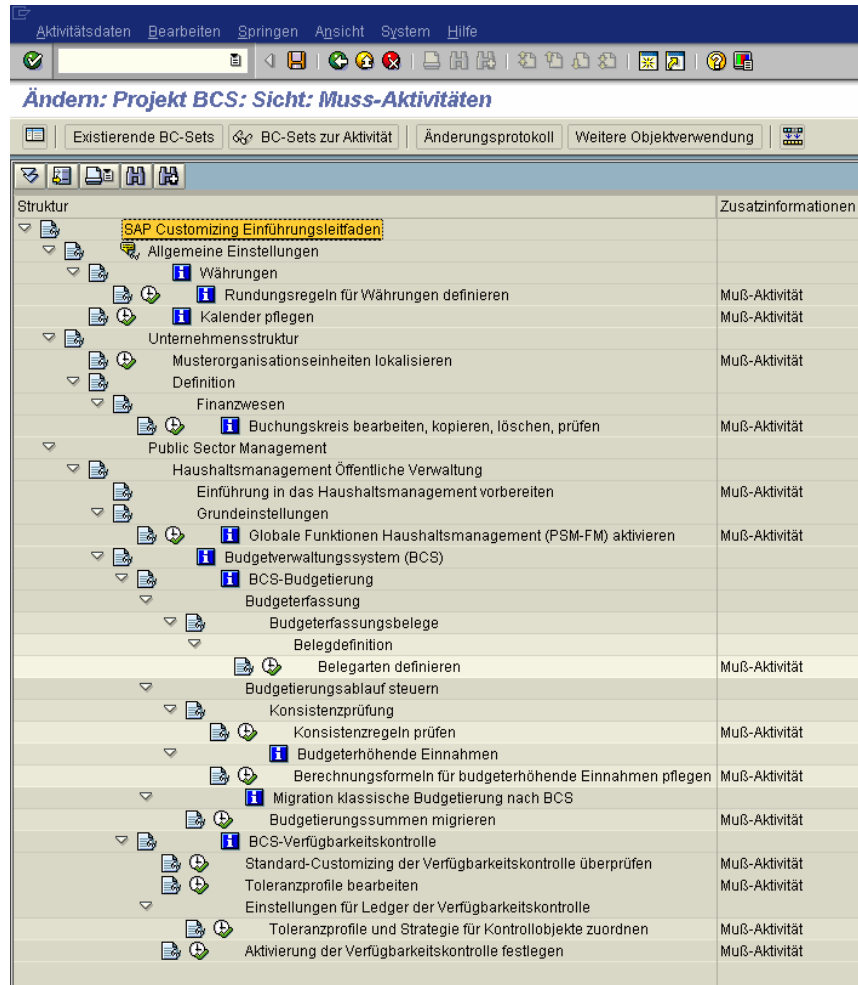 Aktivitätsdaten Bearbeiten Springen Ansicht System Hilfe
Ändern: Projekt BCS: Sicht: Muss-Aktivitäten
Existierende BC-Sets BC-Sets zur Aktivität Änderungsprotokoll Weitere Objektverwendung
Struktur Zusatzinformationen
SAP Customizing Einführungsleitfaden
Allgemeine Einstellungen
Währungen
Rundungsregeln für Währungen definieren Muß-Aktivität
Kalender pflegen Muß-Aktivität
Unternehmensstruktur
Musterorganisationseinheiten lokalisieren Muß-Aktivität
Definition
Finanzwesen
Buchungskreis bearbeiten, kopieren, löschen, prüfen Muß-Aktivität
Public Sector Management
Haushaltsmanagement Öffentliche Verwaltung
Einführung in das Haushaltsmanagement vorbereiten Muß-Aktivität
Grundeinstellungen
Globale Funktionen Haushaltsmanagement (PSM-FM) aktivieren Muß-Aktivität
Budgetverwaltungssystem (BCS)
BCS-Budgetierung
Budgeterfassung
Budgeterfassungsbelege
Belegdefinition
Belegarten definieren Muß-Aktivität
Budgetierungsablauf steuern
Konsistenzprüfung
Konsistenzregeln prüfen Muß-Aktivität
Budgeterhöhende Einnahmen
Berechnungsformeln für budgeterhöhende Einnahmen pflegen Muß-Aktivität
Migration klassische Budgetierung nach BCS
Budgetierungssummen migrieren Muß-Aktivität
BCS-Verfügbarkeitskontrolle
Standard-Customizing der Verfügbarkeitskontrolle überprüfen Muß-Aktivität
Toleranzprofile bearbeiten Muß-Aktivität
Einstellungen für Ledger der Verfügbarkeitskontrolle
Toleranzprofile und Strategie für Kontrollobjekte zuordnen Muß-Aktivität
Aktivierung der Verfügbarkeitskontrolle festlegen Muß-Aktivität